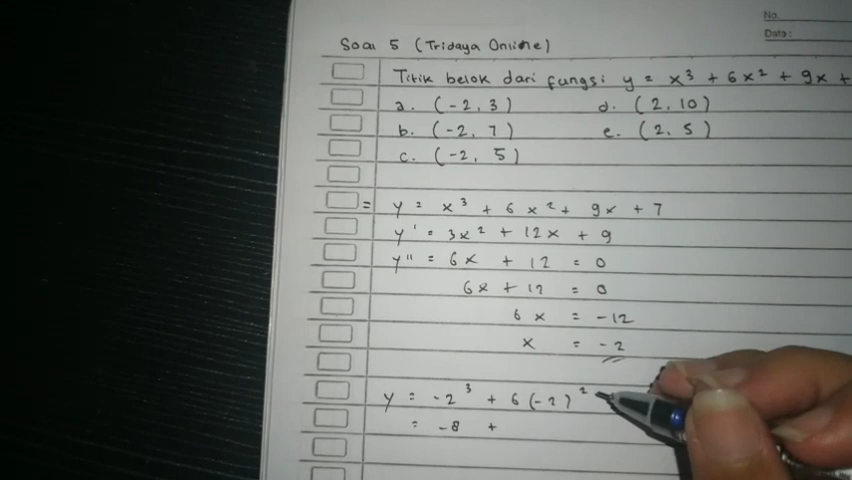 No.
Date:
Soal 5 (Tridaya Online)
Titik belok dari fungsi y = x³ + 6x² + 9x +
a. (-2, 3) d. (2, 10)
b. (-2, 7) e. (2, 5)
c. (-2, 5)
= y = x³ + 6x² + 9x + 7
y' = 3x² + 12x + 9
y'' = 6x + 12 = 0
6x + 12 = 0
6x = -12
x = -2
y = -2³ + 6(-2)²
= -8 +